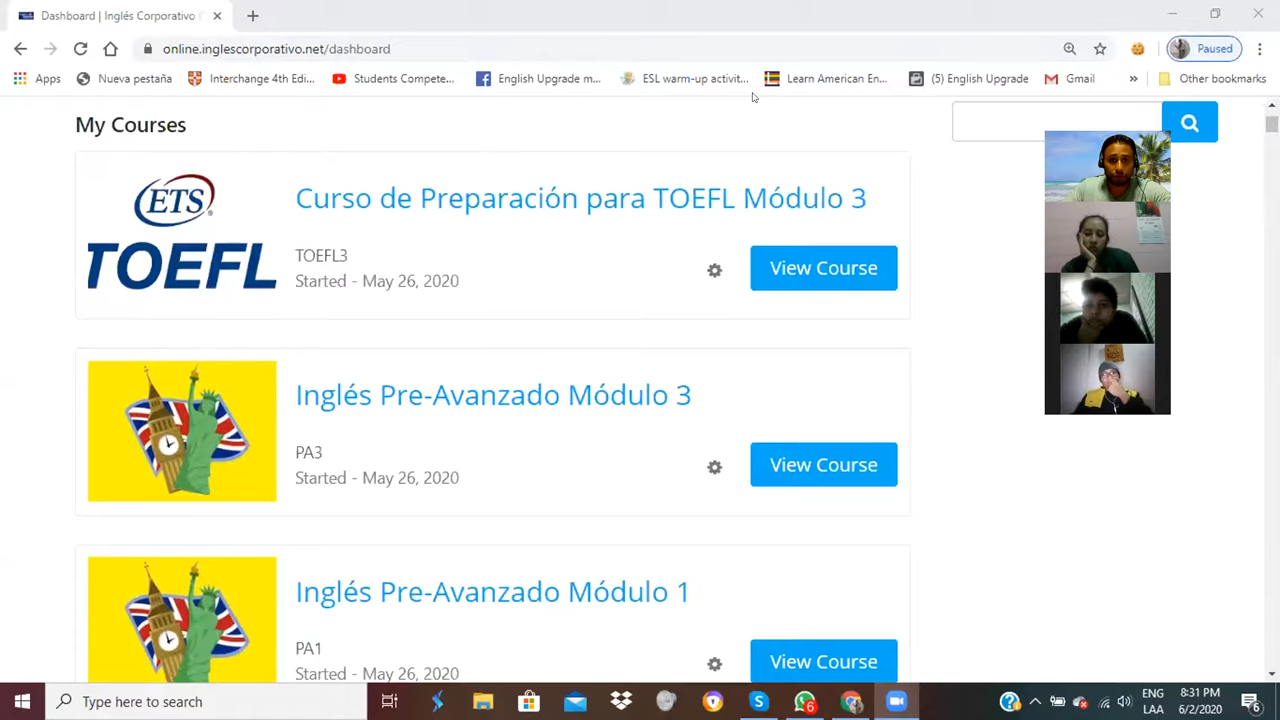 Dashboard | Inglés Corporativo
online.inglescorporativo.net/dashboard
Paused
Apps
Nueva pestaña
Interchange 4th Edi...
Students Compete...
English Upgrade m...
ESL warm-up activit...
Learn American En...
(5) English Upgrade
Gmail
»
Other bookmarks
My Courses
ETS
TOEFL
Curso de Preparación para TOEFL Módulo 3
TOEFL3
Started - May 26, 2020
View Course
Inglés Pre-Avanzado Módulo 3
PA3
Started - May 26, 2020
View Course
Inglés Pre-Avanzado Módulo 1
PA1
Started - May 26, 2020
View Course
Type here to search
6
ENG
LAA
8:31 PM
6/2/2020
6